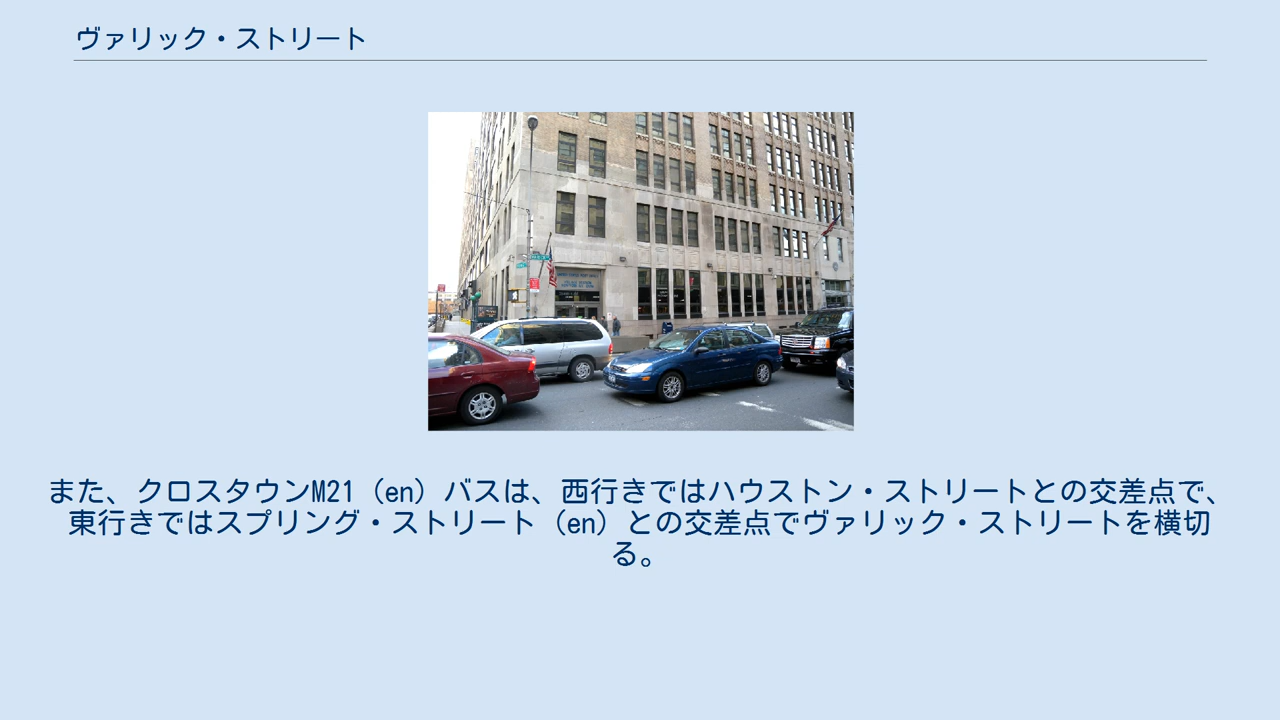 ヴァリック・ストリート
また、クロスタウンM21（en）バスは、西行きではハウストン・ストリートとの交差点で、
東行きではスプリング・ストリート（en）との交差点でヴァリック・ストリートを横切
る。